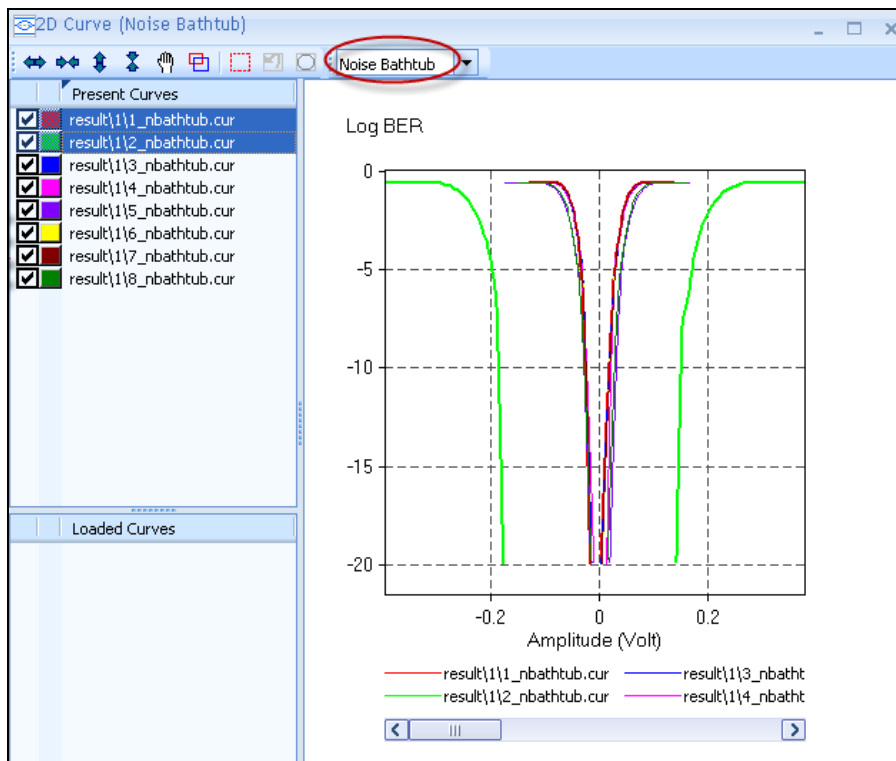 2D Curve (Noise Bathtub)
Noise Bathtub
Present Curves
result\1\1_nbathtub.cur
result\1\2_nbathtub.cur
result\1\3_nbathtub.cur
result\1\4_nbathtub.cur
result\1\5_nbathtub.cur
result\1\6_nbathtub.cur
result\1\7_nbathtub.cur
result\1\8_nbathtub.cur
Loaded Curves
Log BER
0
-5
-10
-15
-20
-0.2 0 0.2
Amplitude (Volt)
result\1\1_nbathtub.cur result\1\3_nbatht
result\1\2_nbathtub.cur result\1\4_nbatht